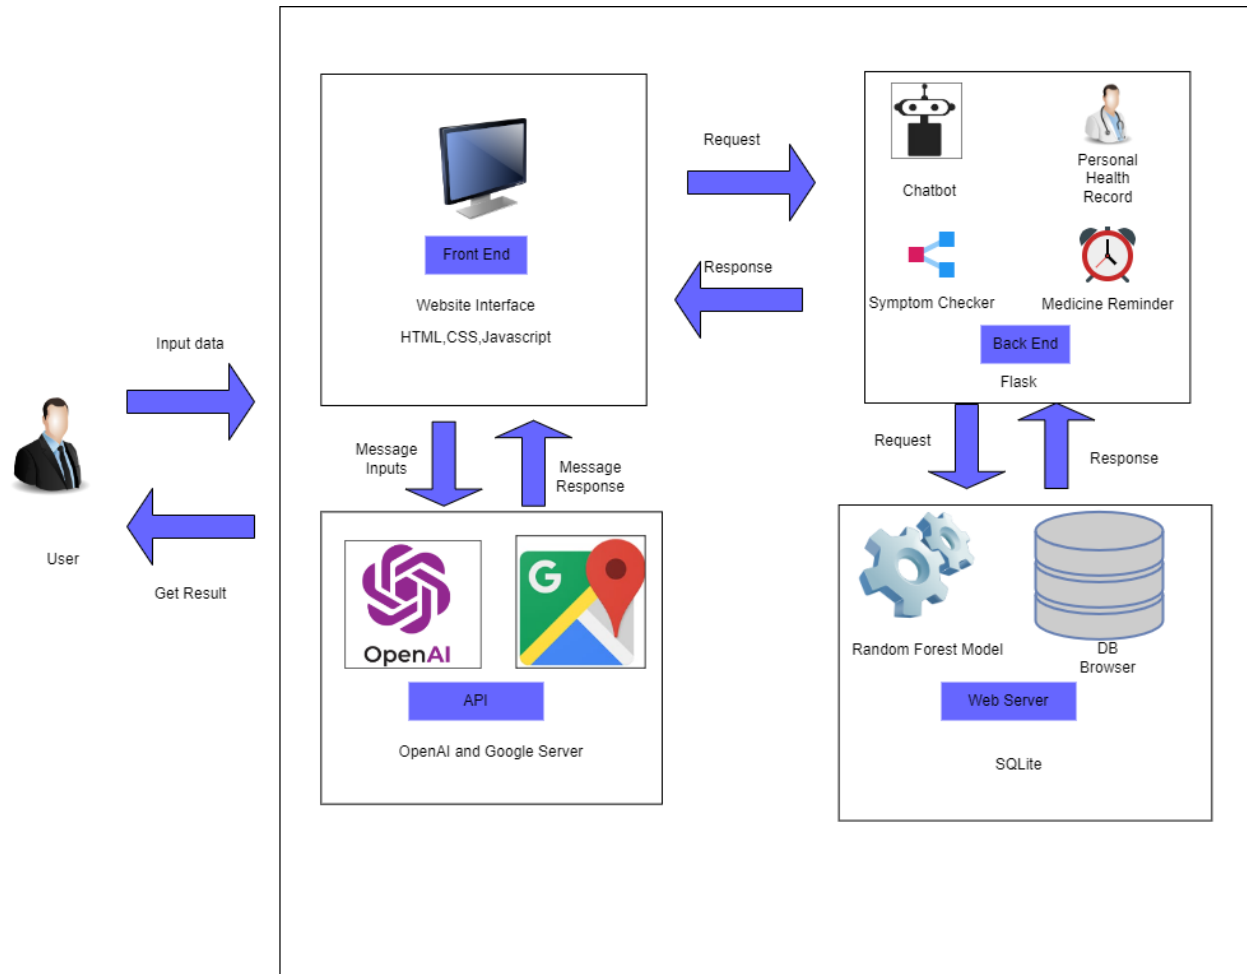 Input data
User
Get Result
Front End
Website Interface
HTML,CSS,Javascript
Request
Response
Chatbot
Personal
Health
Record
Symptom Checker
Medicine Reminder
Back End
Flask
Message
Inputs
Message
Response
G
OpenAI
API
OpenAI and Google Server
Request
Response
Random Forest Model
DB
Browser
Web Server
SQLite